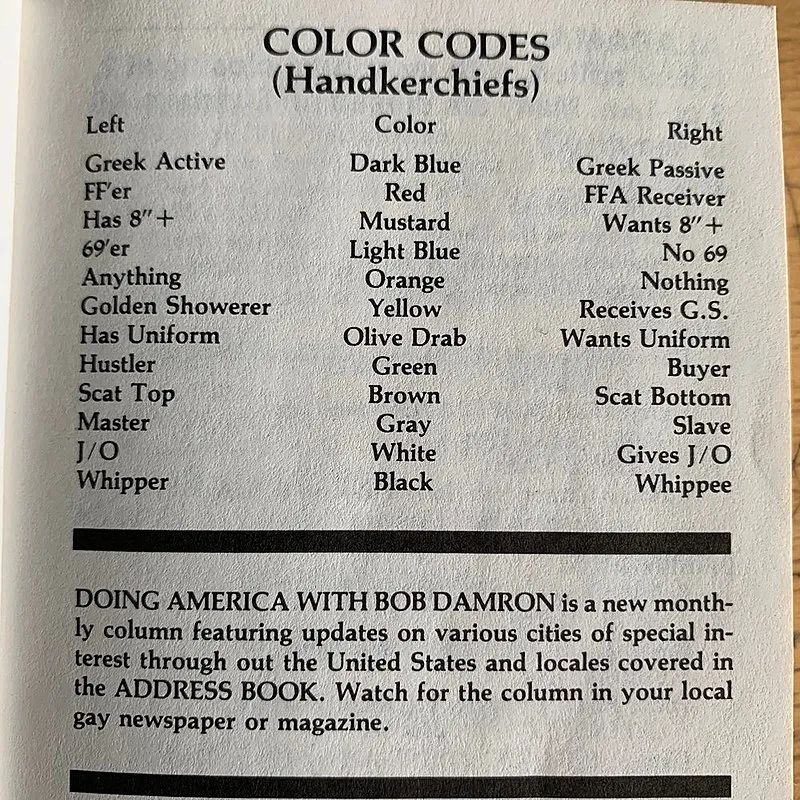 COLOR CODES
(Handkerchiefs)
Left Color Right
Greek Active Dark Blue Greek Passive
FF'er Red FFA Receiver
Has 8"+ Mustard Wants 8"+
69'er Light Blue No 69
Anything Orange Nothing
Golden Showerer Yellow Receives G.S.
Has Uniform Olive Drab Wants Uniform
Hustler Green Buyer
Scat Top Brown Scat Bottom
Master Gray Slave
J/O White Gives J/O
Whipper Black Whippee
DOING AMERICA WITH BOB DAMRON is a new month-
ly column featuring updates on various cities of special in-
terest through out the United States and locales covered in
the ADDRESS BOOK. Watch for the column in your local
gay newspaper or magazine.